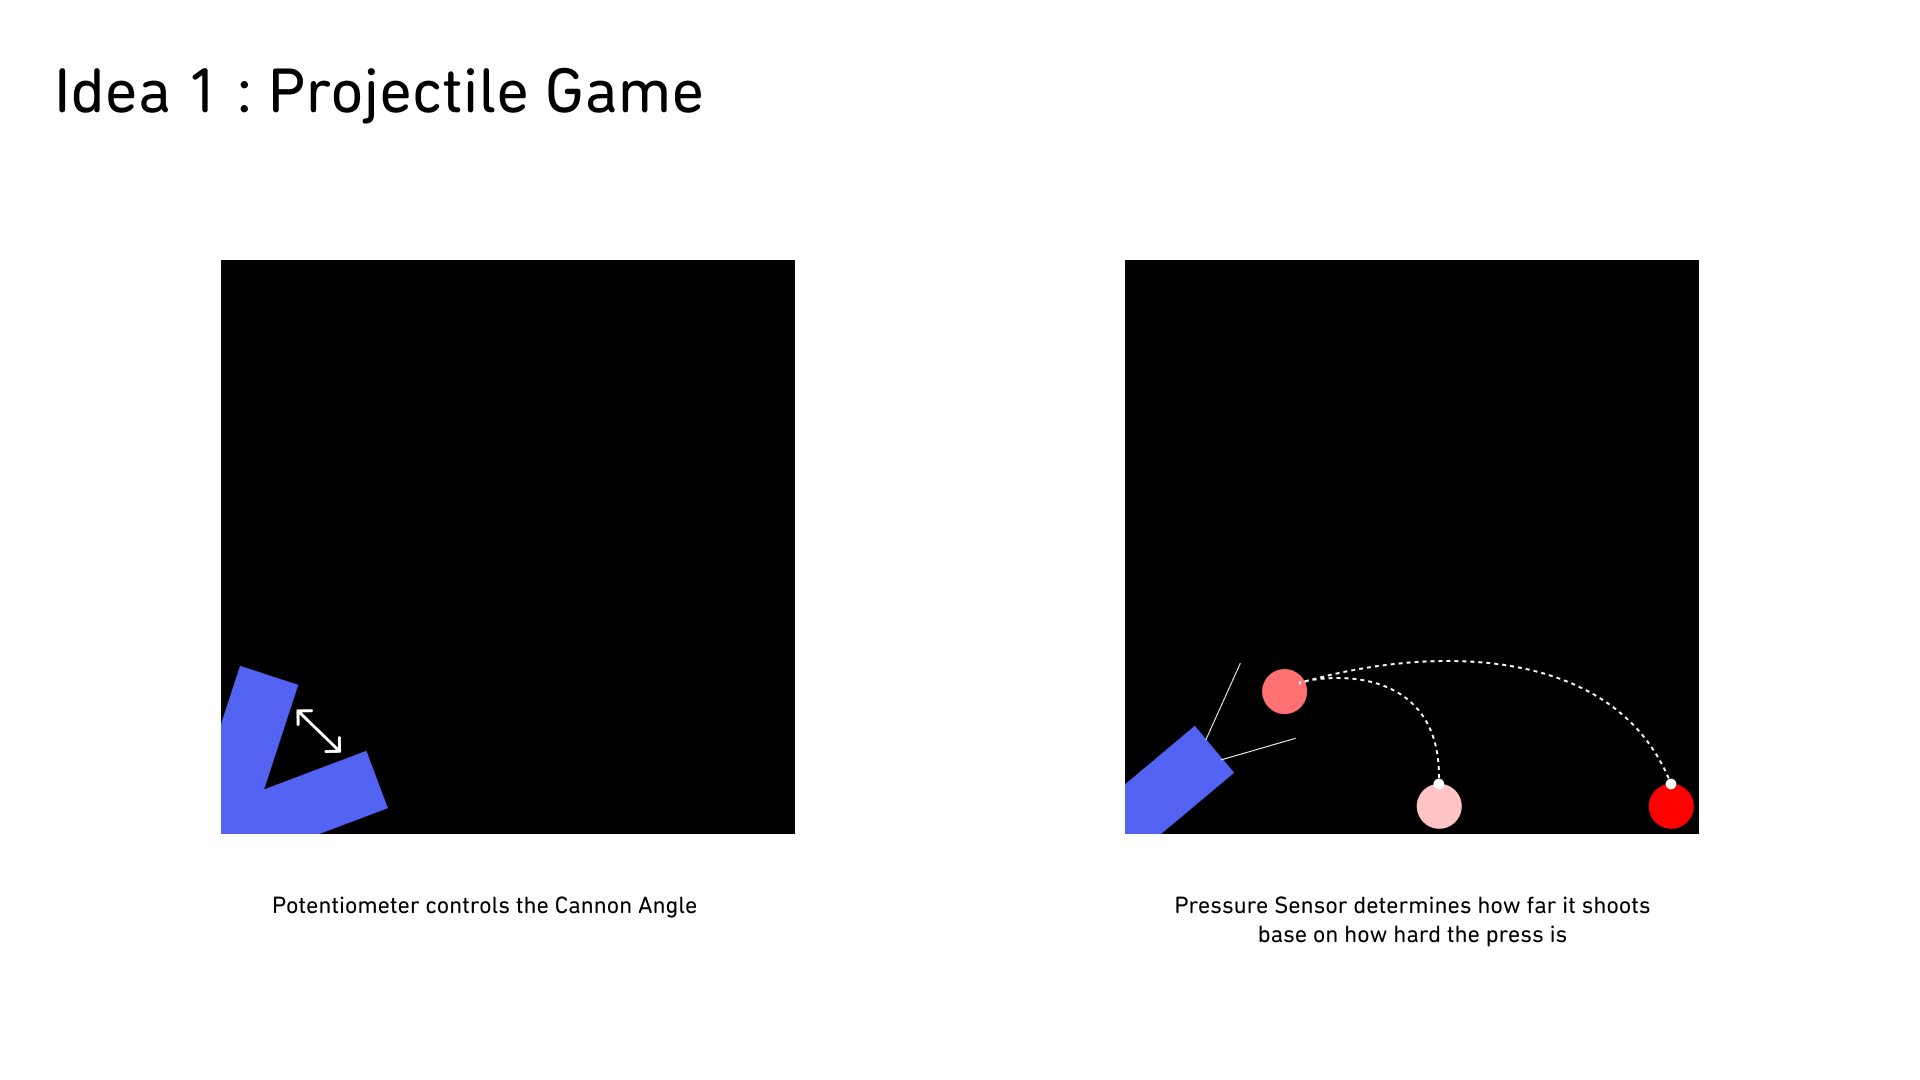 Idea 1 : Projectile Game
Potentiometer controls the Cannon Angle
Pressure Sensor determines how far it shoots
base on how hard the press is